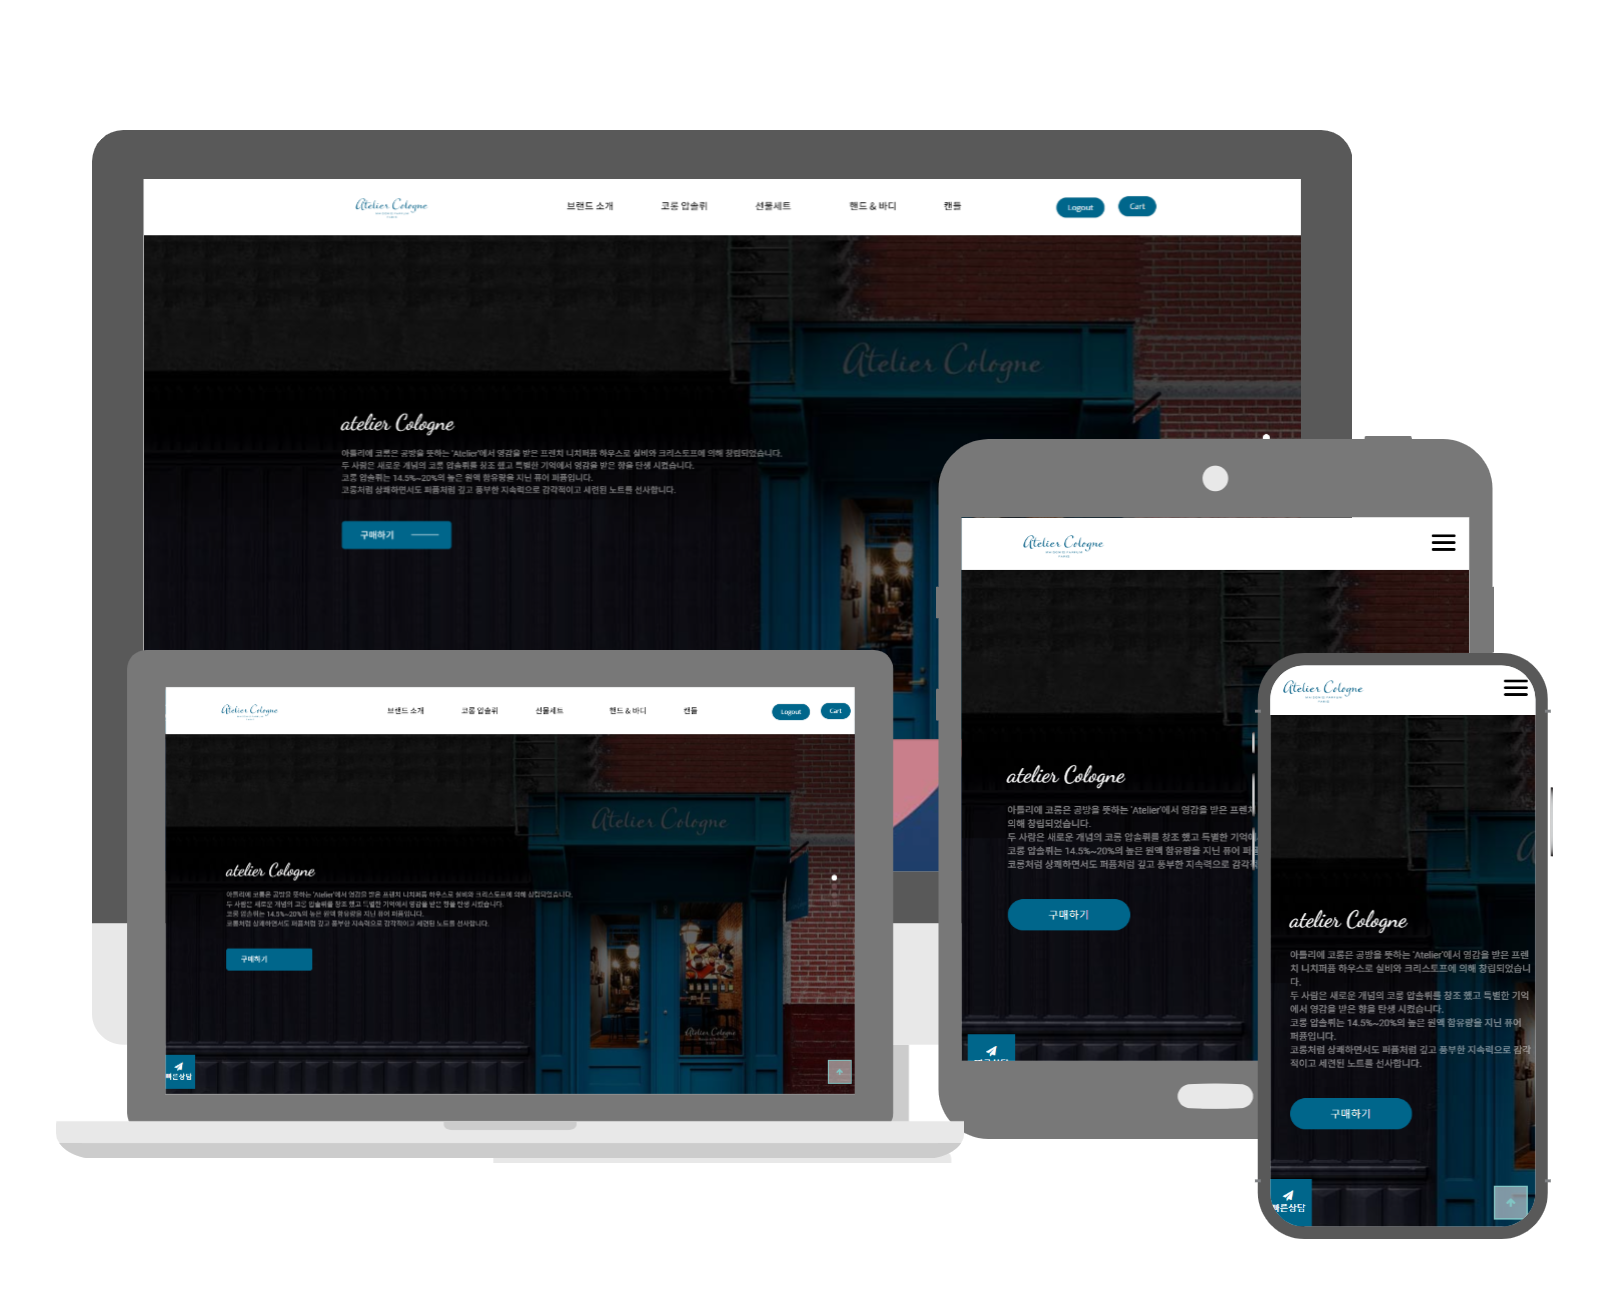 Atelier Cologne
브랜드 소개
코롱 압솔뤼
선물세트
핸드 & 바디
캔들
Logout
Cart
Atelier Cologne
atelier Cologne
아틀리에 코롱은 공방을 뜻하는 'Atelier'에서 영감을 받은 프렌치 니치퍼퓸 하우스로 실비와 크리스토프에 의해 창립되었습니다.
두 사람은 새로운 개념의 코롱 압솔뤼를 창조 했고 특별한 기억에서 영감을 받은 향을 탄생 시켰습니다.
코롱 압솔뤼는 14.5%~20%의 높은 원액 함유량을 지닌 퓨어 퍼퓸입니다.
코롱처럼 상쾌하면서도 퍼퓸처럼 깊고 풍부한 지속력으로 감각적이고 세련된 노트를 선사합니다.
구매하기
Atelier Cologne
브랜드 소개
코롱 압솔뤼
선물세트
핸드 & 바디
캔들
Logout
Cart
Atelier Cologne
atelier Cologne
아틀리에 코롱은 공방을 뜻하는 'Atelier'에서 영감을 받은 프렌치 니치퍼퓸 하우스로 실비와 크리스토프에 의해 창립되었습니다.
두 사람은 새로운 개념의 코롱 압솔뤼를 창조 했고 특별한 기억에서 영감을 받은 향을 탄생 시켰습니다.
코롱 압솔뤼는 14.5%~20%의 높은 원액 함유량을 지닌 퓨어 퍼퓸입니다.
코롱처럼 상쾌하면서도 퍼퓸처럼 깊고 풍부한 지속력으로 감각적이고 세련된 노트를 선사합니다.
구매하기
Atelier Cologne
빠른상담
Atelier Cologne
MAISON DE PARFUM
PARIS
atelier Cologne
아틀리에 코롱은 공방을 뜻하는 'Atelier'에서 영감을 받은 프렌치
의해 창립되었습니다.
두 사람은 새로운 개념의 코롱 압솔뤼를 창조 했고 특별한 기억에
코롱 압솔뤼는 14.5%~20%의 높은 원액 함유량을 지닌 퓨어 퍼퓸
코롱처럼 상쾌하면서도 퍼퓸처럼 깊고 풍부한 지속력으로 감각적
구매하기
Atelier Cologne
MAISON DE PARFUM
PARIS
atelier Cologne
아틀리에 코롱은 공방을 뜻하는 'Atelier'에서 영감을 받은 프렌
치 니치퍼퓸 하우스로 실비와 크리스토프에 의해 창립되었습니
다.
두 사람은 새로운 개념의 코롱 압솔뤼를 창조 했고 특별한 기억
에서 영감을 받은 향을 탄생 시켰습니다.
코롱 압솔뤼는 14.5%~20%의 높은 원액 함유량을 지닌 퓨어
퍼퓸입니다.
코롱처럼 상쾌하면서도 퍼퓸처럼 깊고 풍부한 지속력으로 감각
적이고 세련된 노트를 선사합니다.
구매하기
빠른상담